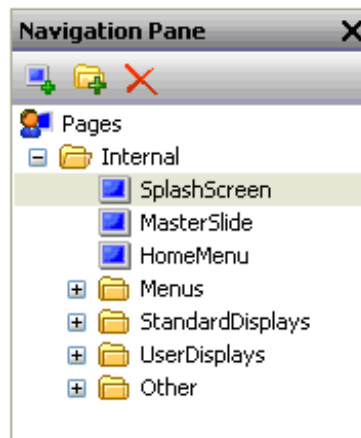 Navigation Pane
Pages
Internal
SplashScreen
MasterSlide
HomeMenu
Menus
StandardDisplays
UserDisplays
Other